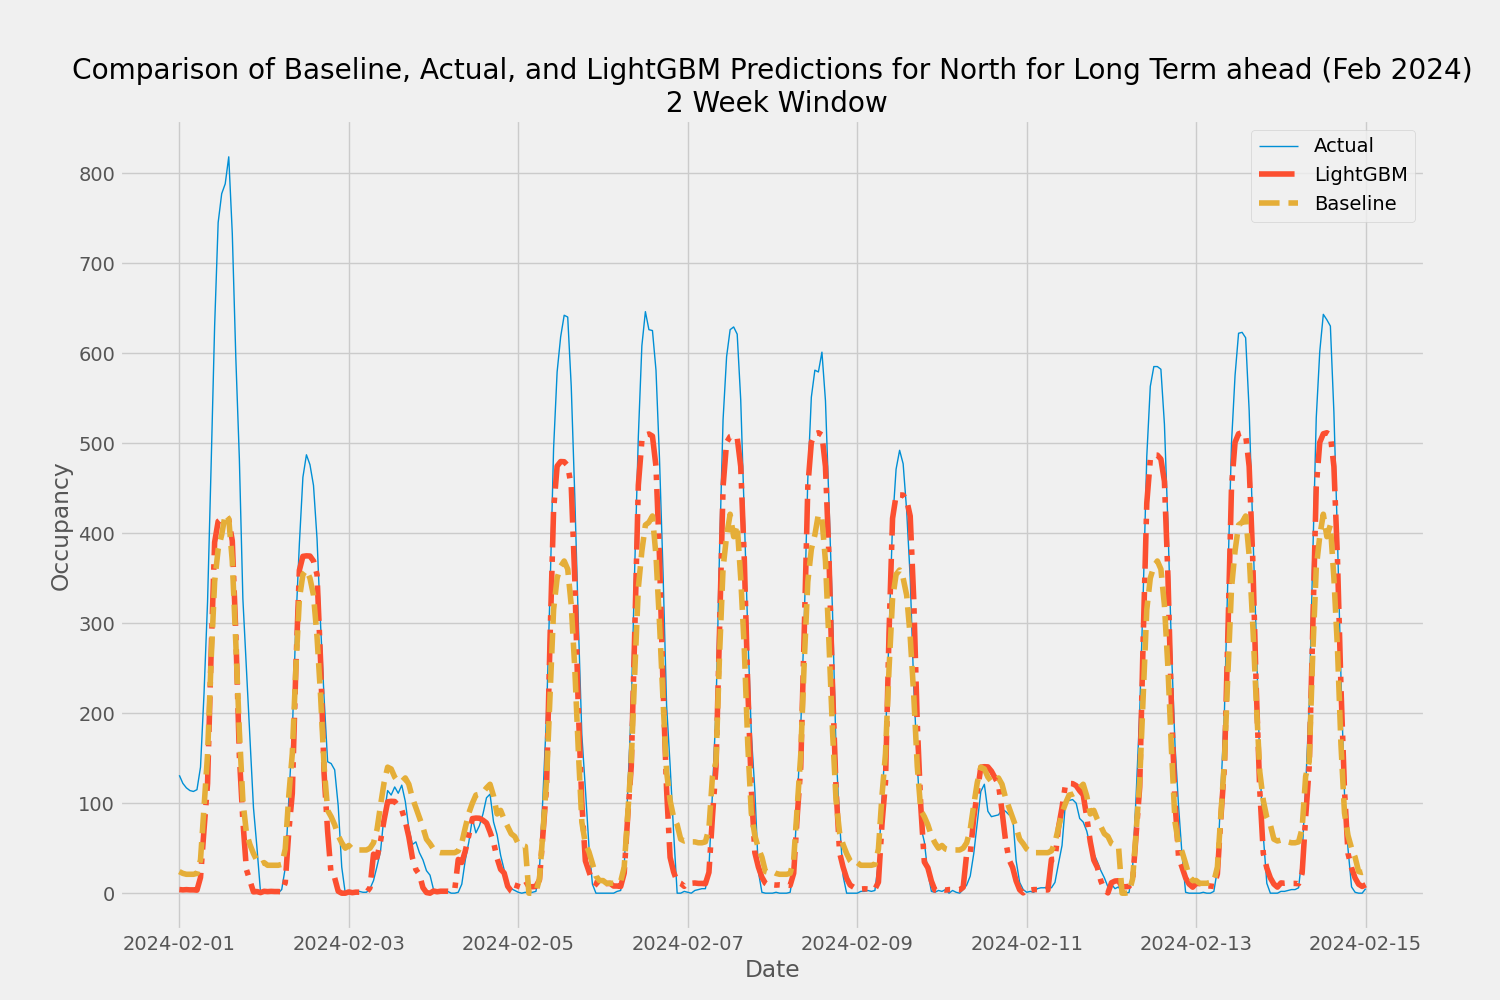 Comparison of Baseline, Actual, and LightGBM Predictions for North for Long Term ahead (Feb 2024)
2 Week Window
Actual
LightGBM
Baseline
800
700
600
500
400
300
200
100
0
Occupancy
2024-02-01
2024-02-03
2024-02-05
2024-02-07
2024-02-09
2024-02-11
2024-02-13
2024-02-15
Date